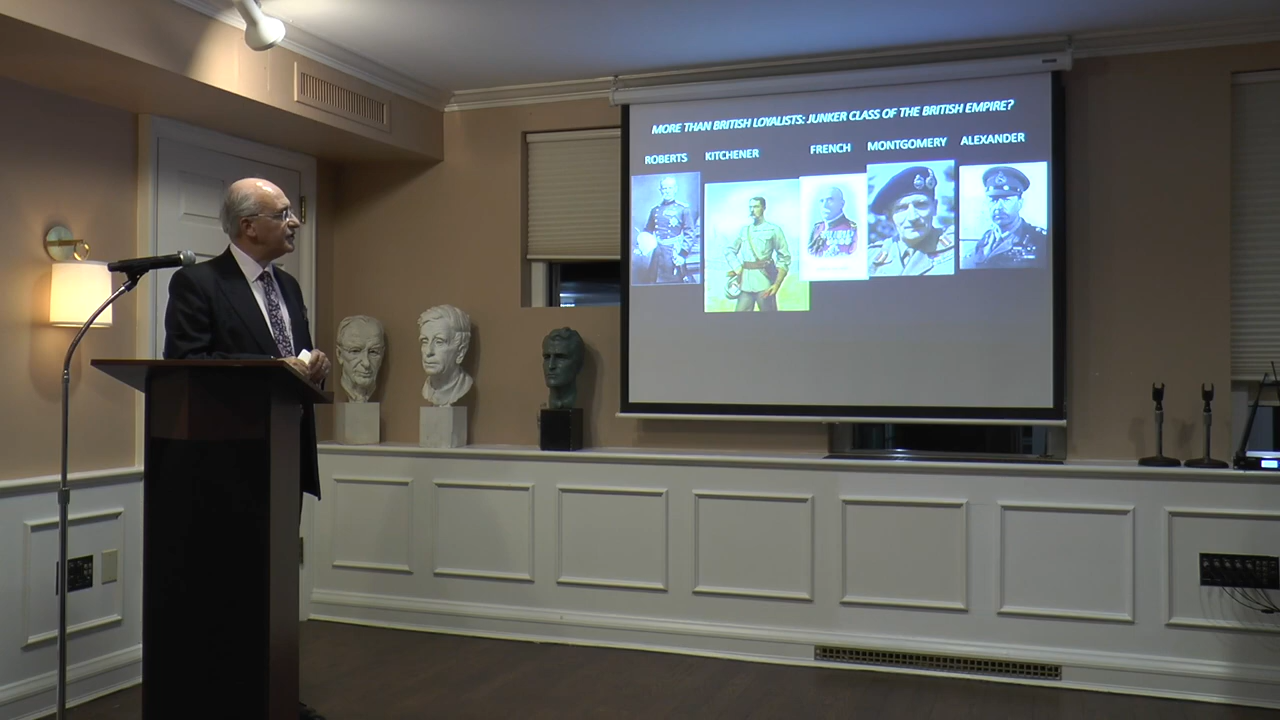 MORE THAN BRITISH LOYALISTS: JUNKER CLASS OF THE BRITISH EMPIRE?
ROBERTS KITCHENER FRENCH MONTGOMERY ALEXANDER